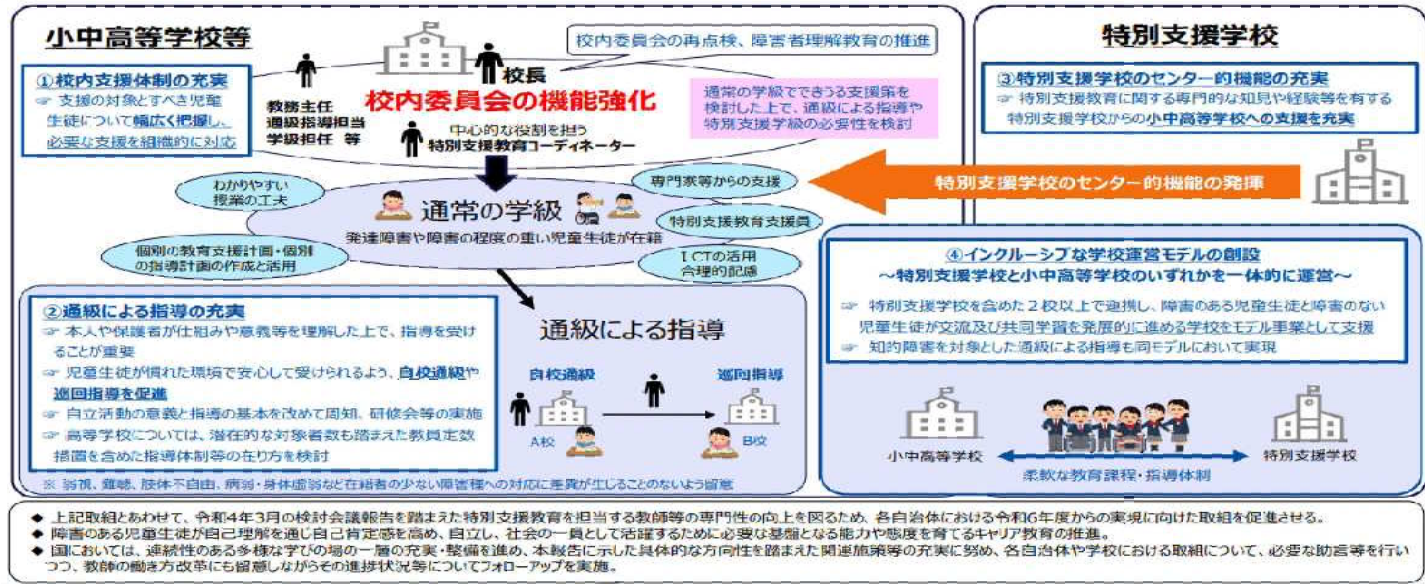 小中高等学校等
校内委員会の再点検、障害者理解教育の推進
①校内支援体制の充実
☞ 支援の対象とすべき児童
生徒について幅広く把握し、
必要な支援を組織的に対応
校長
校内委員会の機能強化
教務主任
通級指導担当
学級担任 等
中心的な役割を担う
特別支援教育コーディネーター
通常の学級でできうる支援策を
検討した上で、通級による指導や
特別支援学級の必要性を検討
わかりやすい
授業の工夫
専門家等からの支援
通常の学級
特別支援教育支援員
発達障害や障害の程度の重い児童生徒が在籍
個別の教育支援計画・個別
の指導計画の作成と活用
ICTの活用
合理的配慮
②通級による指導の充実
☞ 本人や保護者が仕組みや意義等を理解した上で、指導を受け
ることが重要
☞ 児童生徒が慣れた環境で安心して受けられるよう、自校通級や
巡回指導を促進
☞ 自立活動の意義と指導の基本を改めて周知、研修会等の実施
☞ 高等学校については、潜在的な対象者数も踏まえた教員定数
措置を含めた指導体制等の在り方を検討
通級による指導
自校通級
巡回指導
A校
B校
※ 弱視、難聴、肢体不自由、病弱・身体虚弱など在籍者の少ない障害種への対応に差異が生じることのないよう留意
特別支援学校
③特別支援学校のセンター的機能の充実
☞ 特別支援教育に関する専門的な知見や経験等を有する
特別支援学校からの小中高等学校への支援を充実
特別支援学校のセンター的機能の発揮
④インクルーシブな学校運営モデルの創設
～特別支援学校と小中高等学校のいずれかを一体的に運営～
☞ 特別支援学校を含めた2校以上で連携し、障害のある児童生徒と障害のない
児童生徒が交流及び共同学習を発展的に進める学校をモデル事業として支援
☞ 知的障害を対象とした通級による指導も同モデルにおいて実現
小中高等学校
特別支援学校
柔軟な教育課程・指導体制
◆ 上記取組とあわせて、令和4年3月の検討会議報告を踏まえた特別支援教育を担当する教師等の専門性の向上を図るため、各自治体における令和6年度からの実現に向けた取組を促進させる。
◆ 障害のある児童生徒が自己理解を通じ自己肯定感を高め、自立し、社会の一員として活躍するために必要な基盤となる能力や態度を育てるキャリア教育の推進。
◆ 国においては、連続性のある多様な学びの場の一層の充実・整備を進め、本報告に示した具体的な方向性を踏まえた関連施策等の充実に努め、各自治体や学校における取組について、必要な助言等を行い
つつ、教師の働き方改革にも留意しながらその進捗状況等についてフォローアップを実施。